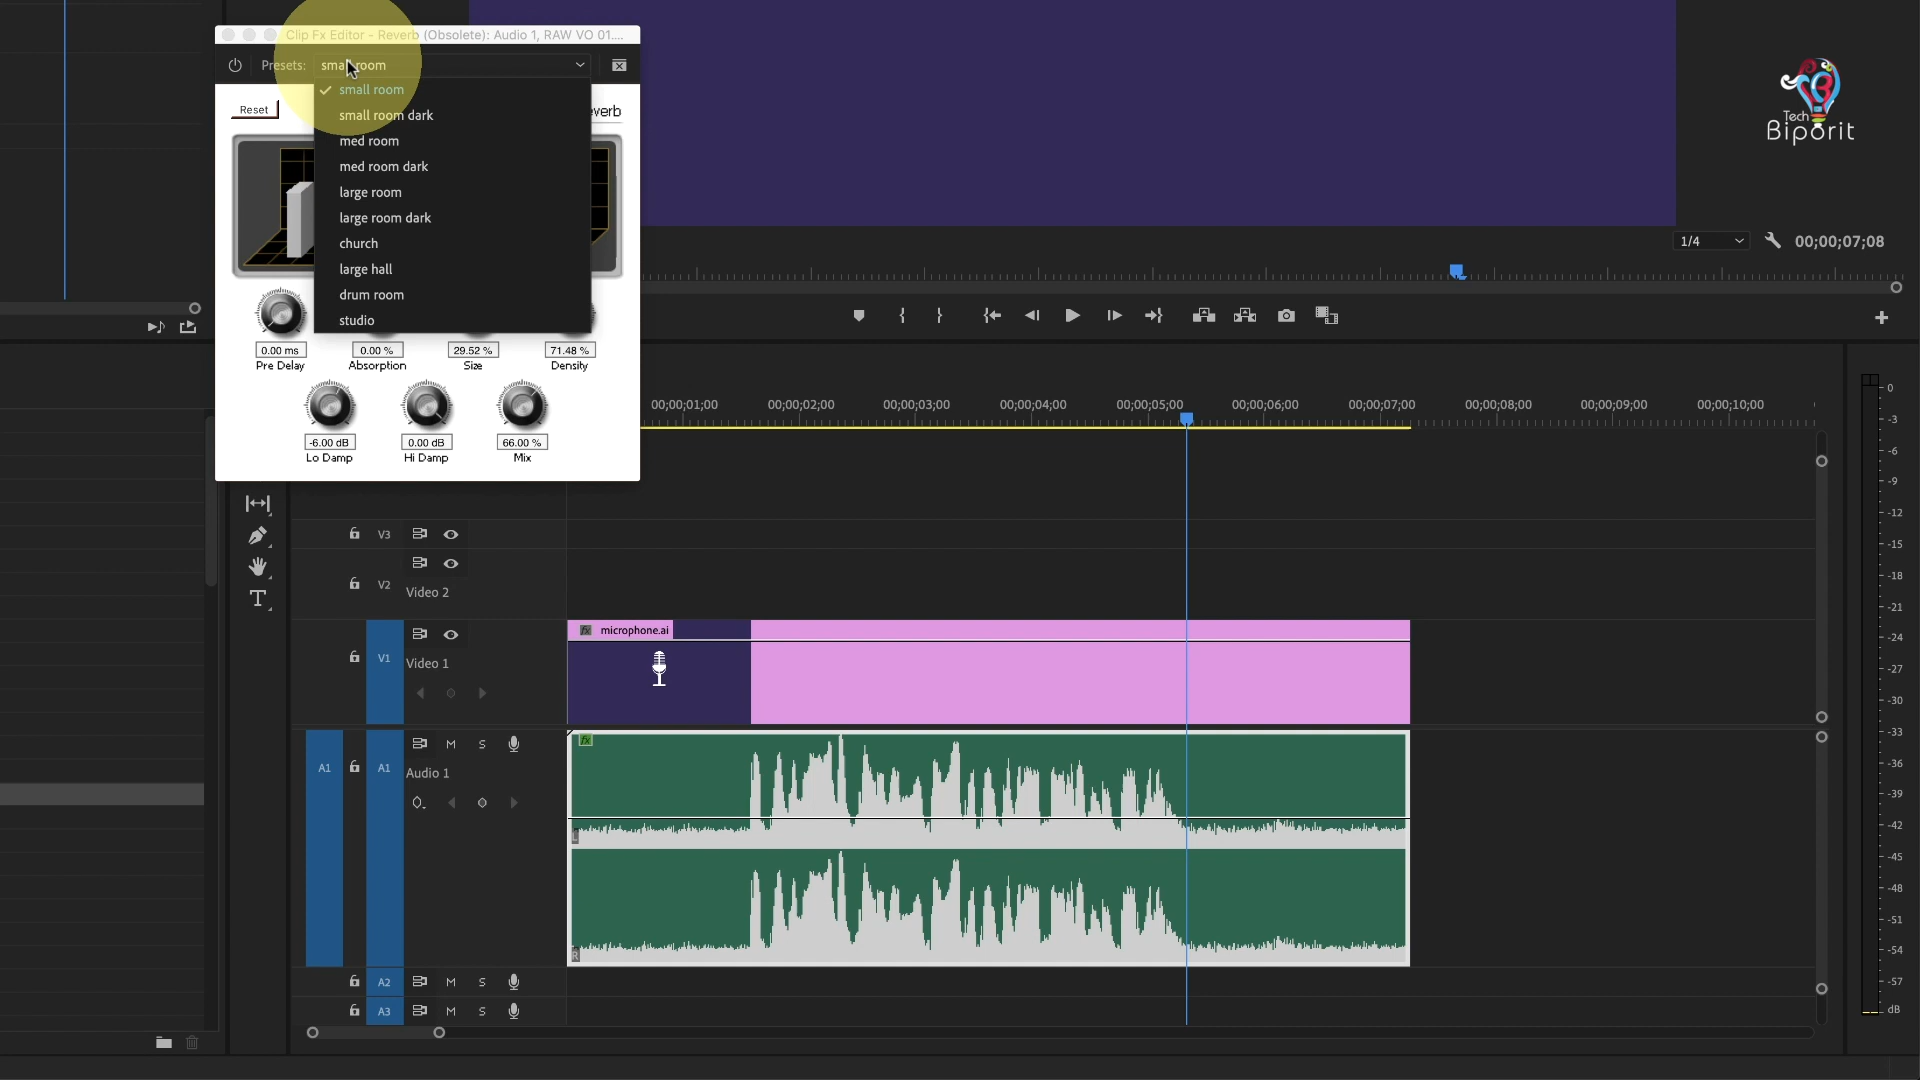 Clip Fx Editor - Reverb (Obsolete): Audio 1, RAW VO 01....
Presets: small room
small room
small room dark
med room
med room dark
large room
large room dark
church
large hall
drum room
studio
Reset
everb
0.00 ms
0.00 %
29.52 %
71.48 %
Pre Delay
Absorption
Size
Density
-6.00 dB
0.00 dB
66.00 %
Lo Damp
Hi Damp
Mix
Tech
Biporit
1/4
00;00;07;08
00;00;01;00
00;00;02;00
00;00;03;00
00;00;04;00
00;00;05;00
00;00;06;00
00;00;07;00
00;00;08;00
00;00;09;00
00;00;10;00
V3
V2
Video 2
V1
Video 1
fx microphone.ai
A1
A1
M
S
Audio 1
fx
L
R
A2
M
S
A3
M
S
0
-3
-6
-9
-12
-15
-18
-21
-24
-27
-30
-33
-36
-39
-42
-45
-48
-51
-54
-57
dB